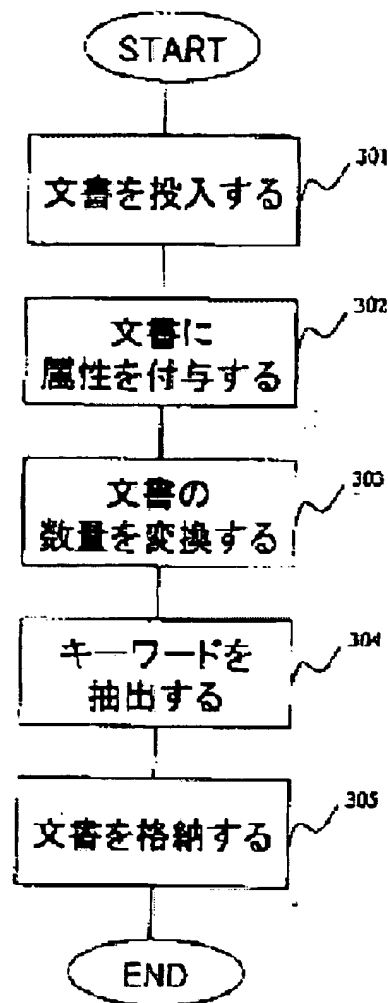 START
文書を投入する
301
文書に
属性を付与する
302
文書の
数量を変換する
303
キーワードを
抽出する
304
文書を格納する
305
END